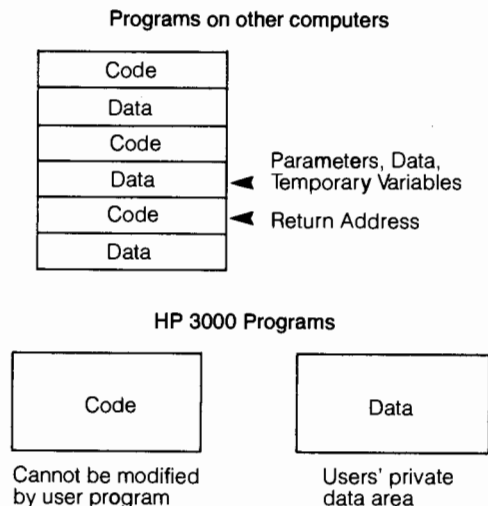 Programs on other computers
Code
Data
Code
Data
Code
Data
Parameters, Data,
Temporary Variables
Return Address
HP 3000 Programs
Code
Data
Cannot be modified
by user program
Users' private
data area